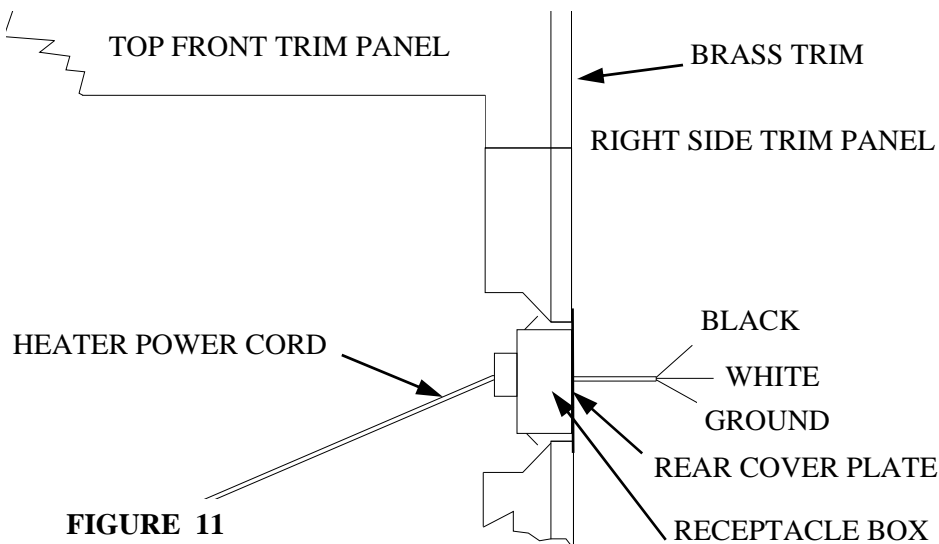 TOP FRONT TRIM PANEL
BRASS TRIM
RIGHT SIDE TRIM PANEL
BLACK
HEATER POWER CORD
WHITE
GROUND
REAR COVER PLATE
FIGURE 11
RECEPTACLE BOX